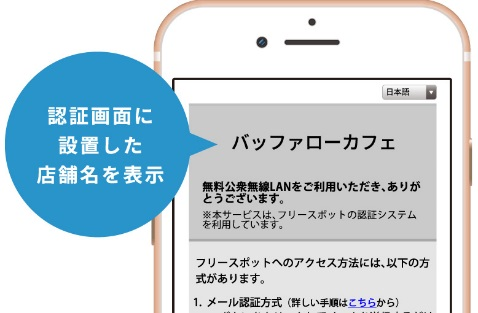 認証画面に
設置した
店舗名を表示
日本語
バッファローカフェ
無料公衆無線LANをご利用いただき、ありが
とうございます。
※本サービスは、フリースポットの認証システム
を利用しています。
フリースポットへのアクセス方法には、以下の方
式があります。
1. メール認証方式（詳しい手順はこちらから）